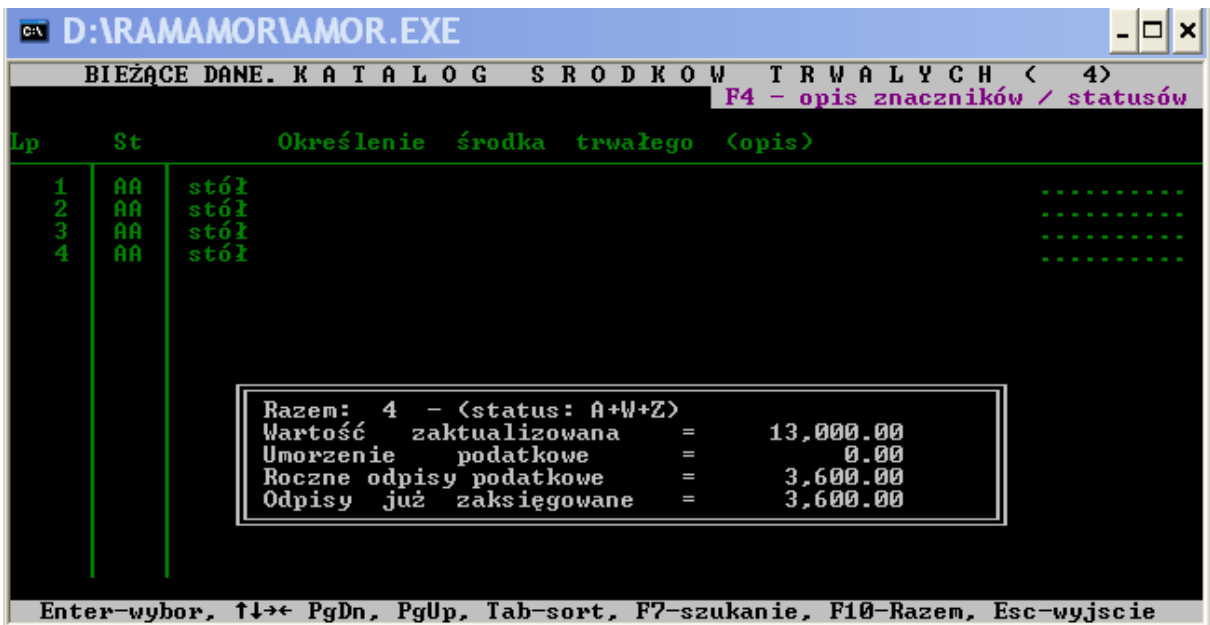 D:\RAMAMOR\AMOR.EXE
BIEŻĄCE DANE. K A T A L O G S R O D K O W T R W A L Y C H ( 4)
F4 - opis znaczników / statusów
Lp St Określenie środka trwałego (opis)
1 AA stół ..........
2 AA stół ..........
3 AA stół ..........
4 AA stół ..........
Razem: 4 - (status: A+W+Z)
Wartość zaktualizowana = 13,000.00
Umorzenie podatkowe = 0.00
Roczne odpisy podatkowe = 3,600.00
Odpisy już zaksięgowane = 3,600.00
Enter-wybor, ↑↓→← PgDn, PgUp, Tab-sort, F7-szukanie, F10-Razem, Esc-wyjscie